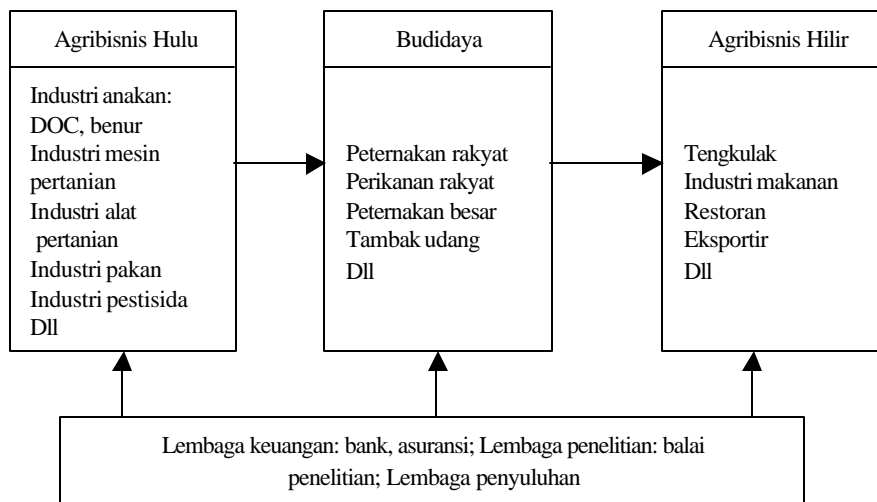 Agribisnis Hulu
Industri anakan:
DOC, benur
Industri mesin
pertanian
Industri alat
pertanian
Industri pakan
Industri pestisida
Dll
Budidaya
Peternakan rakyat
Perikanan rakyat
Peternakan besar
Tambak udang
Dll
Agribisnis Hilir
Tengkulak
Industri makanan
Restoran
Eksportir
Dll
Lembaga keuangan: bank, asuransi; Lembaga penelitian: balai
penelitian; Lembaga penyuluhan